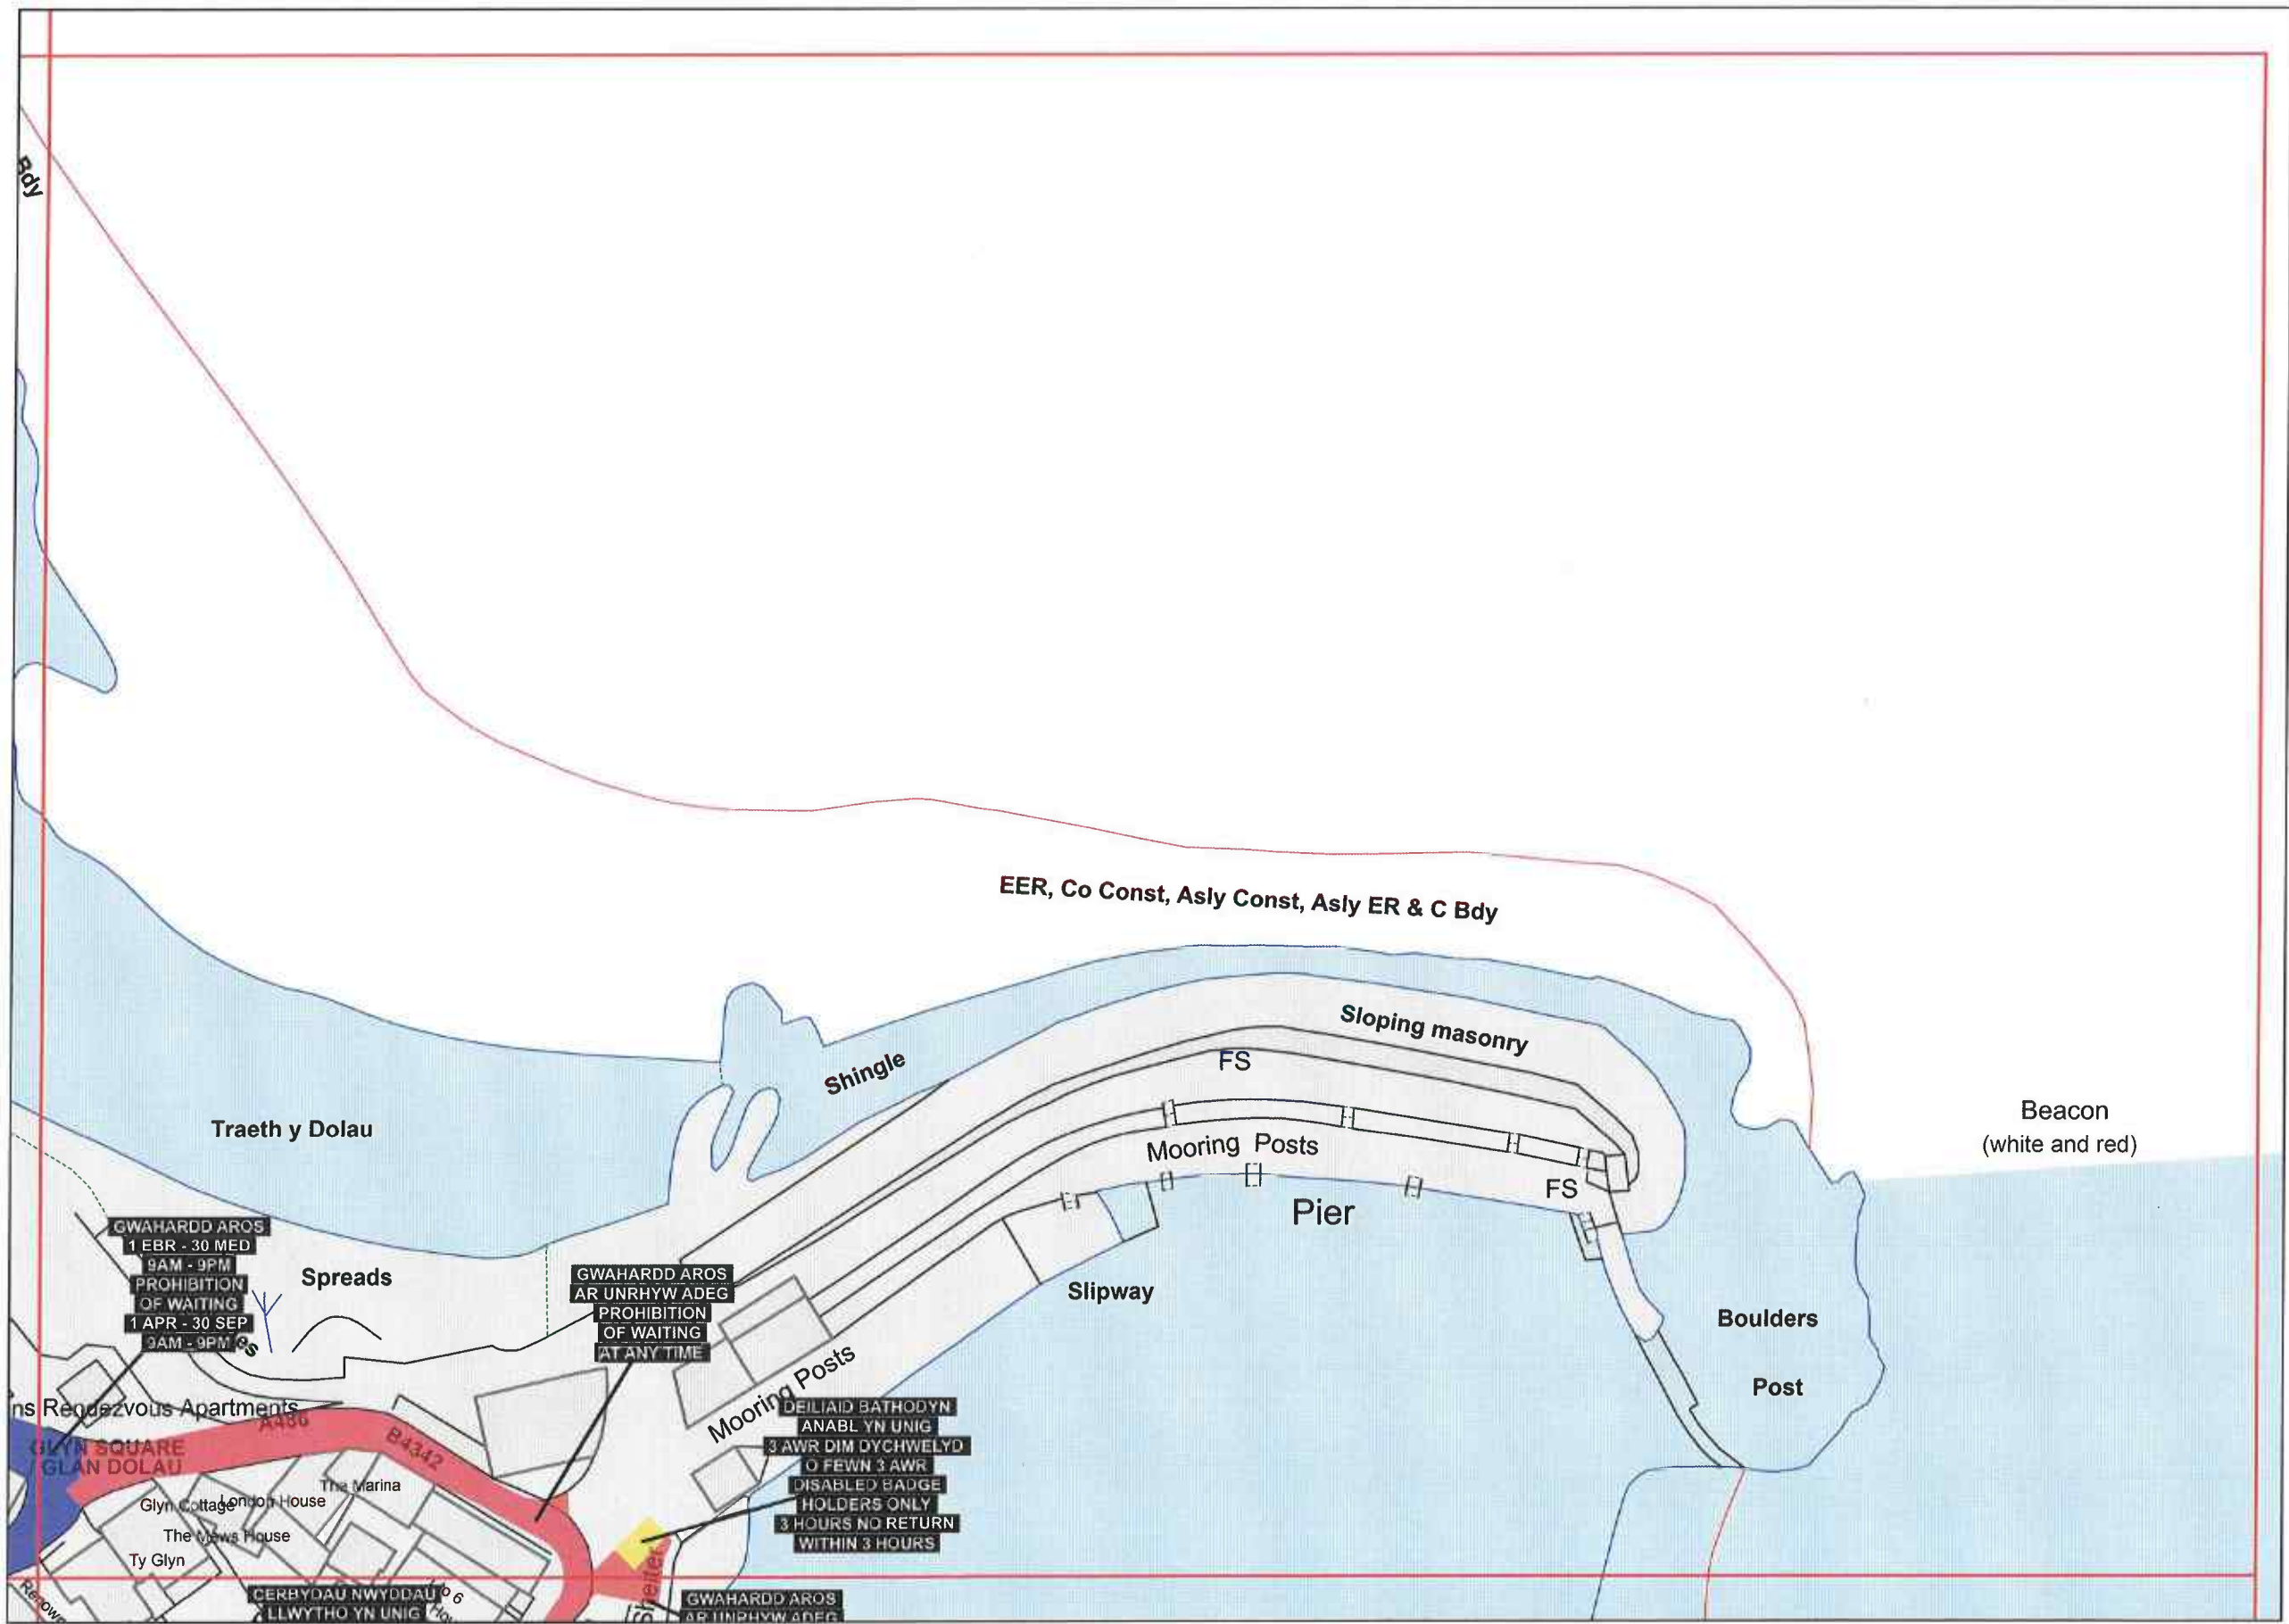 Bdy
EER, Co Const, Asly Const, Asly ER & C Bdy
Sloping masonry
FS
Shingle
Beacon
(white and red)
Traeth y Dolau
Mooring Posts
FS
Pier
GWAHARDD AROS
1 EBR - 30 MED
9AM - 9PM
PROHIBITION
OF WAITING
1 APR - 30 SEP
9AM - 9PM
Spreads
GWAHARDD AROS
AR UNRHYW ADEG
PROHIBITION
OF WAITING
AT ANY TIME
Slipway
Boulders
Post
Mooring Posts
ns Rendezvous Apartments
A486
B4342
GLYN SQUARE
/ GLAN DOLAU
DEILIAID BATHODYN
ANABL YN UNIG
3 AWR DIM DYCHWELYD
O FEWN 3 AWR
DISABLED BADGE
HOLDERS ONLY
3 HOURS NO RETURN
WITHIN 3 HOURS
The Marina
Glyn Cottage
London House
The Mews House
Ty Glyn
Shelter
CERBYDAU NWYDDAU
LLWYTHO YN UNIG
GWAHARDD AROS
AR UNRHYW ADEG